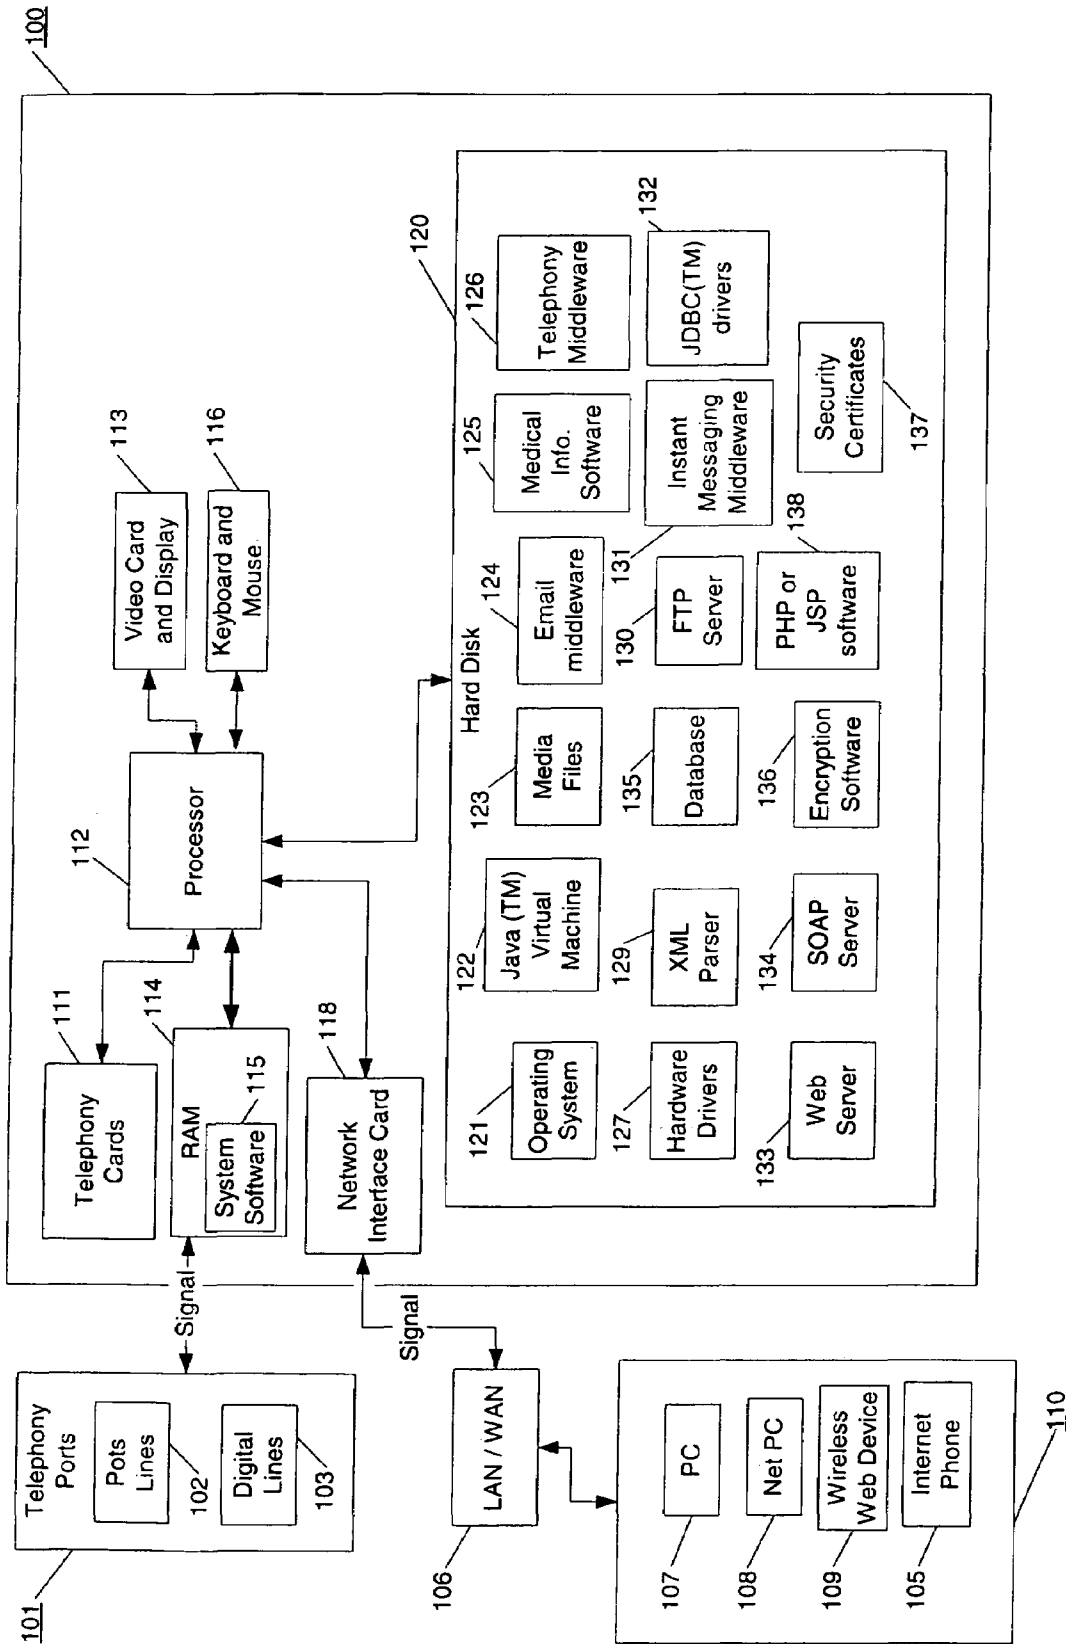 100
101
Telephony
Ports
Pots
Lines
102
Digital
Lines
103
Signal
Telephony
Cards
111
RAM
114
System
Software
115
Network
Interface Card
118
Signal
Processor
112
Video Card
and Display
113
Keyboard and
Mouse
116
LAN / WAN
106
110
PC
107
Net PC
108
Wireless
Web Device
109
Internet
Phone
105
Hard Disk
120
Operating
System
121
Java (TM)
Virtual
Machine
122
Media
Files
123
Email
middleware
124
Medical
Info.
Software
125
Telephony
Middleware
126
Hardware
Drivers
127
XML
Parser
129
Database
135
FTP
Server
130
Instant
Messaging
Middleware
131
JDBC(TM)
drivers
132
Web
Server
133
SOAP
Server
134
Encryption
Software
136
PHP or
JSP
software
138
Security
Certificates
137